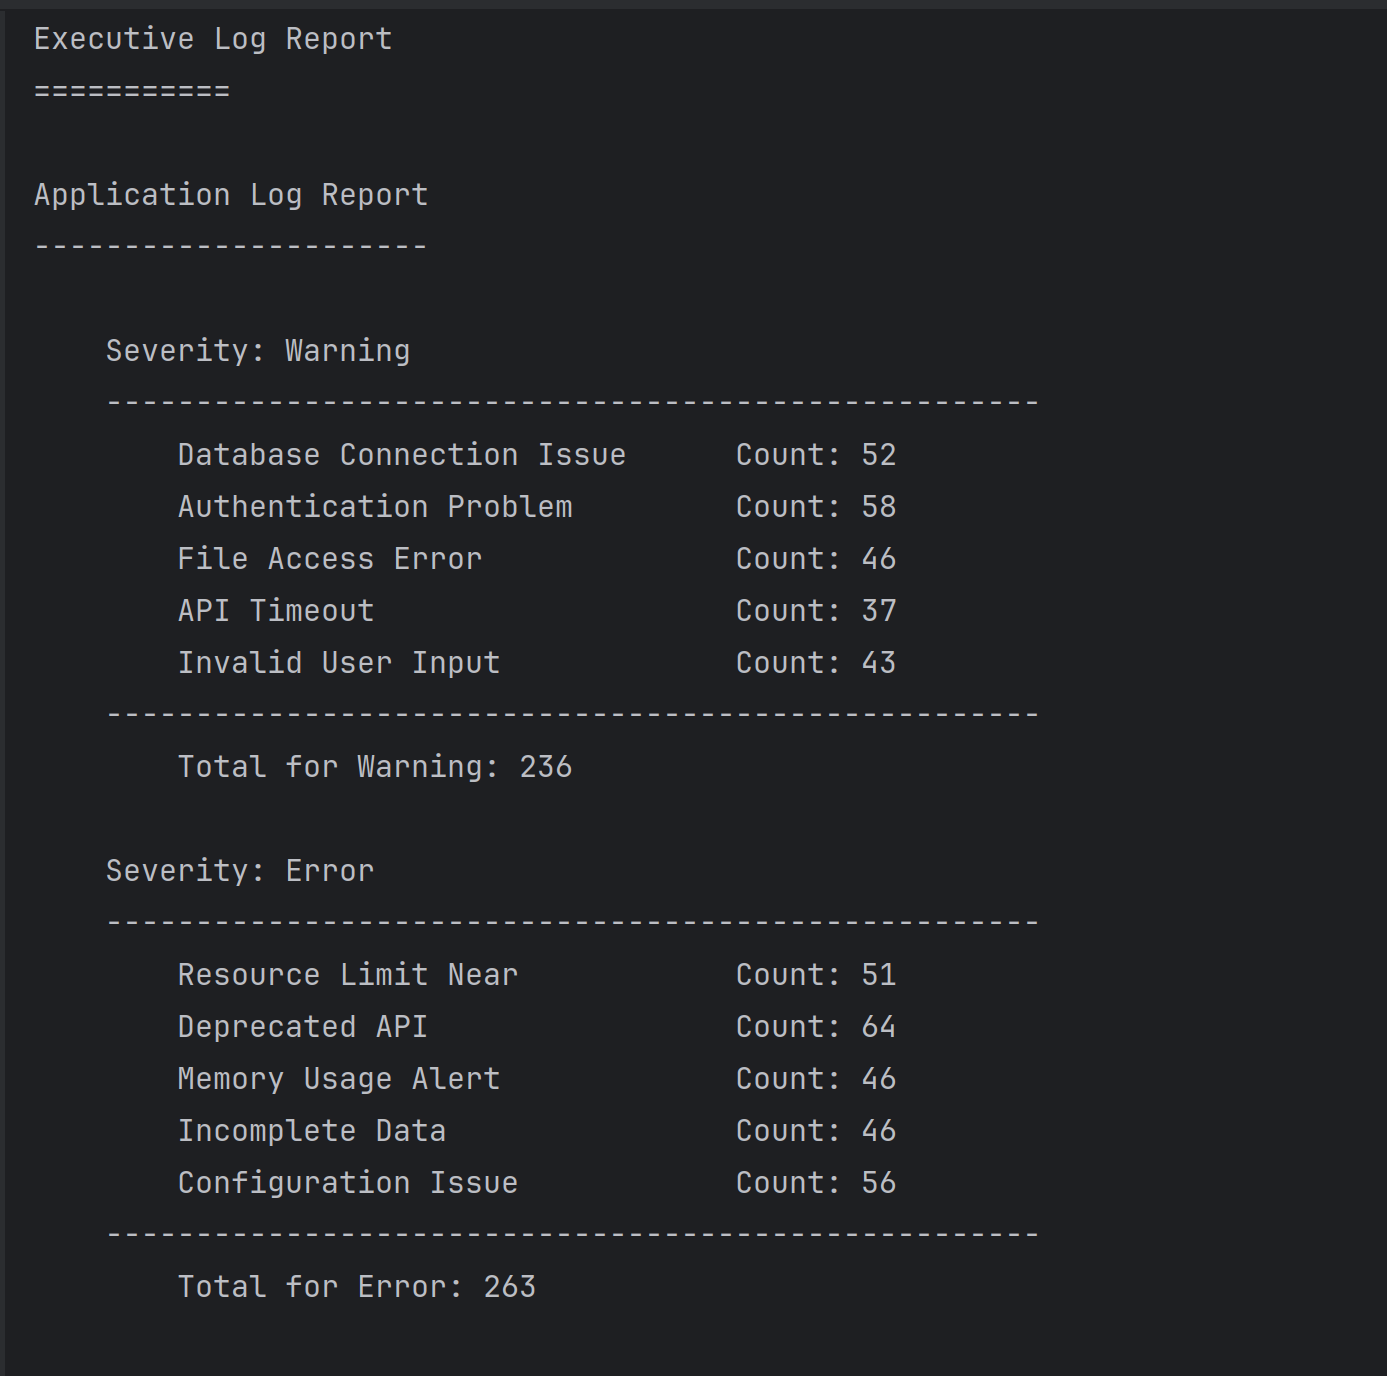 Executive Log Report
===========

Application Log Report
----------------------

    Severity: Warning
    ----------------------------------------------------
        Database Connection Issue      Count: 52
        Authentication Problem         Count: 58
        File Access Error              Count: 46
        API Timeout                    Count: 37
        Invalid User Input             Count: 43
    ----------------------------------------------------
        Total for Warning: 236

    Severity: Error
    ----------------------------------------------------
        Resource Limit Near            Count: 51
        Deprecated API                 Count: 64
        Memory Usage Alert             Count: 46
        Incomplete Data                Count: 46
        Configuration Issue            Count: 56
    ----------------------------------------------------
        Total for Error: 263